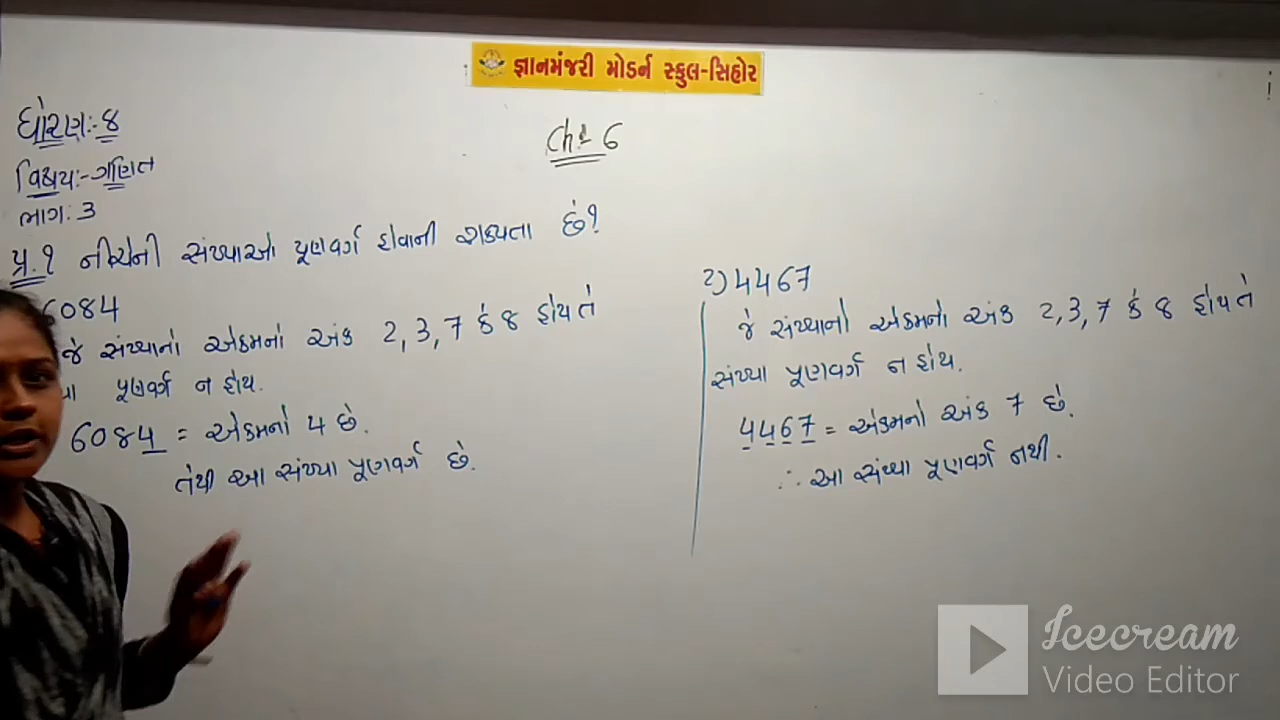 જ્ઞાનમંજરી મોડર્ન સ્કુલ-સિહોર
ધોરણ:-૪
Ch:- 6
વિષય:-ગણિત
ભાગ: 3
પ્ર.૧ નીચેની સંખ્યાઓ પૂર્ણવર્ગ હોવાની શક્યતા છે?
6084
જે સંખ્યાનો એકમનો અંક 2, 3, 7 કે 8 હોય તે
પૂર્ણવર્ગ ન હોય.
6084 = એકમનો 4 છે.
તેથી આ સંખ્યા પૂર્ણવર્ગ છે.
2) 4467
જે સંખ્યાનો એકમનો અંક 2, 3, 7 કે 8 હોય તે
સંખ્યા પૂર્ણવર્ગ ન હોય.
4467 = એકમનો અંક 7 છે.
∴ આ સંખ્યા પૂર્ણવર્ગ નથી.
Icecream
Video Editor